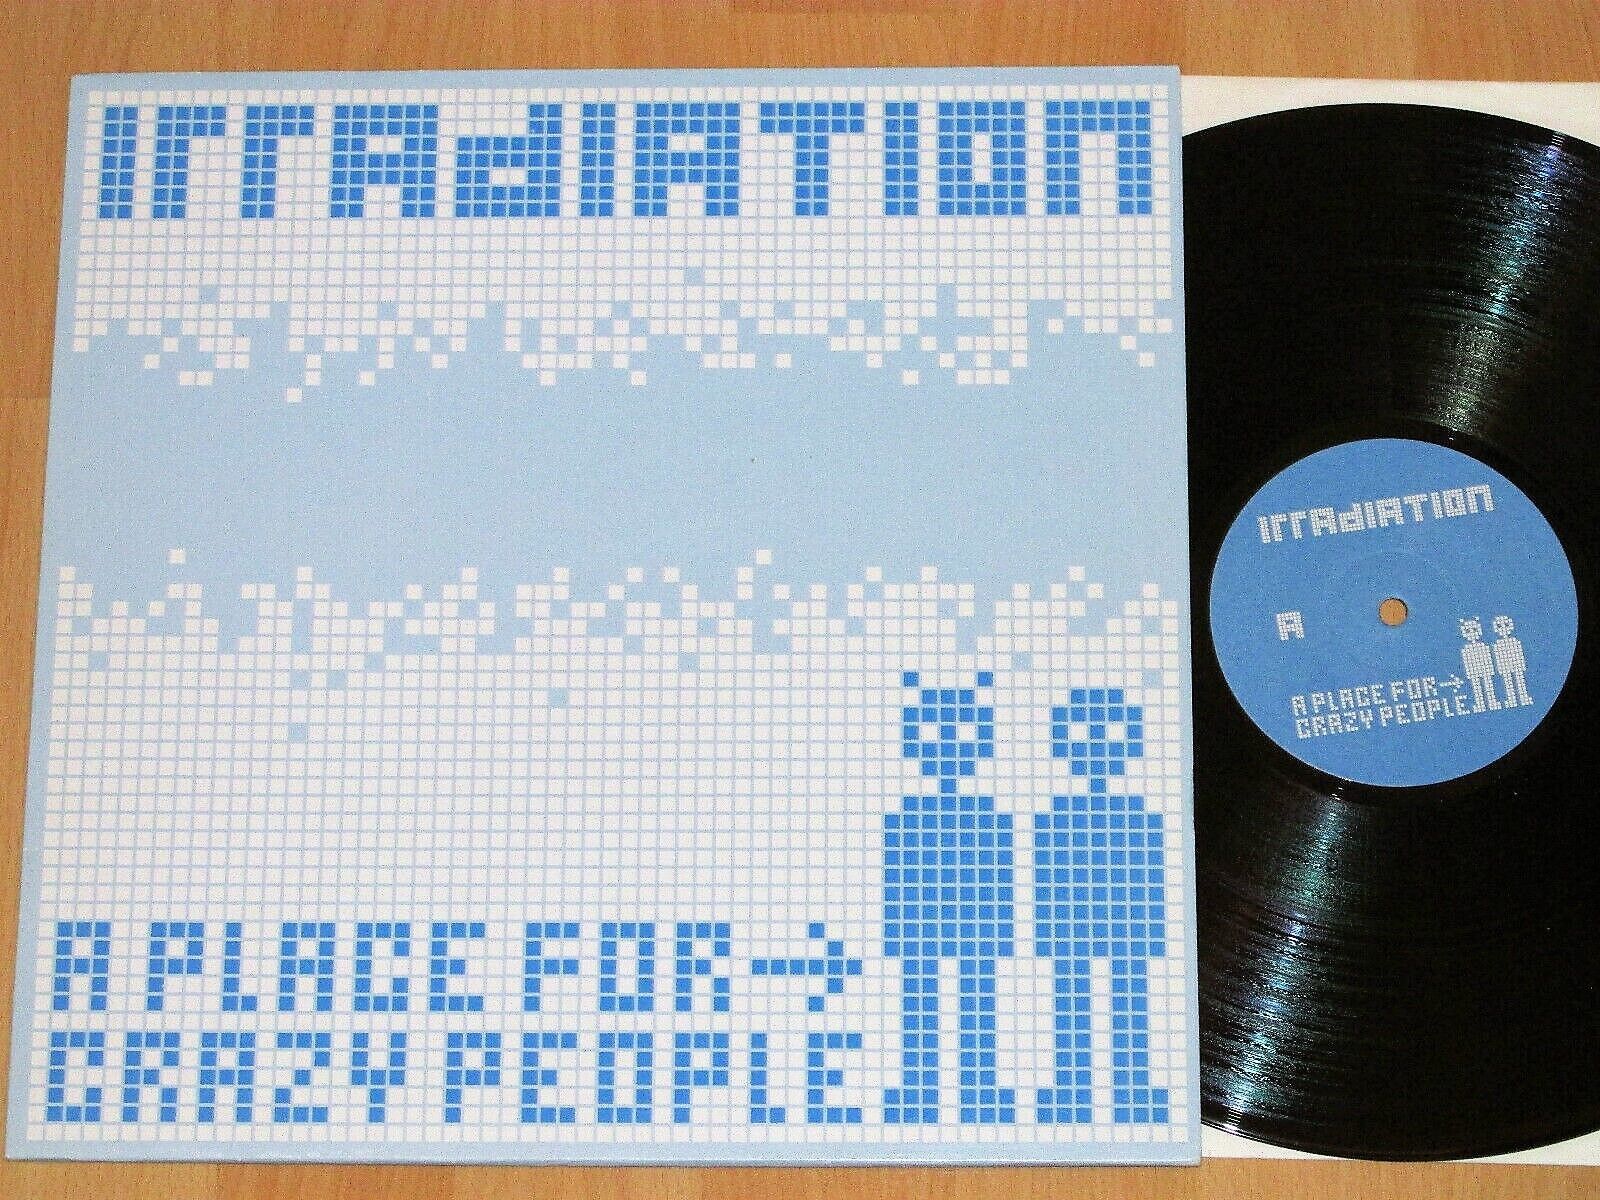 IrrAdIATION
A PLACE FOR→
CRAZY PEOPLE
IrrAdIATION
A
A PLACE FOR→
CRAZY PEOPLE